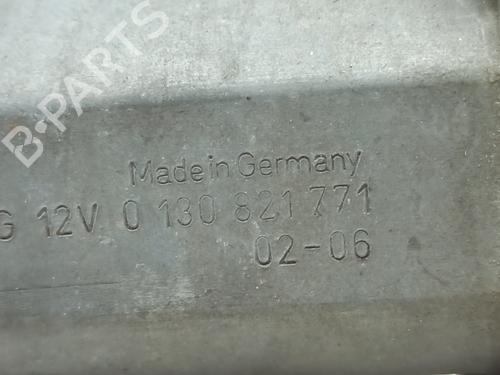 B-PARTS
Made in Germany
G 12V 0 130 821 771
02-06